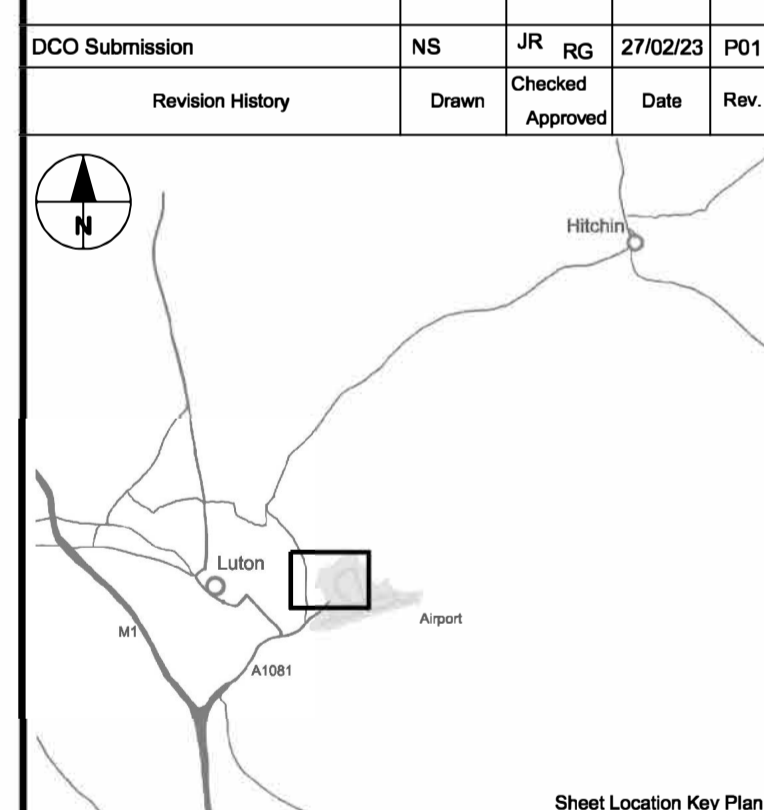 DCO Submission NS JR RG 27/02/23 P01
Revision History Drawn Checked Approved Date Rev.
N
Hitchin
Luton
Airport
M1
A1081
Sheet Location Key Plan